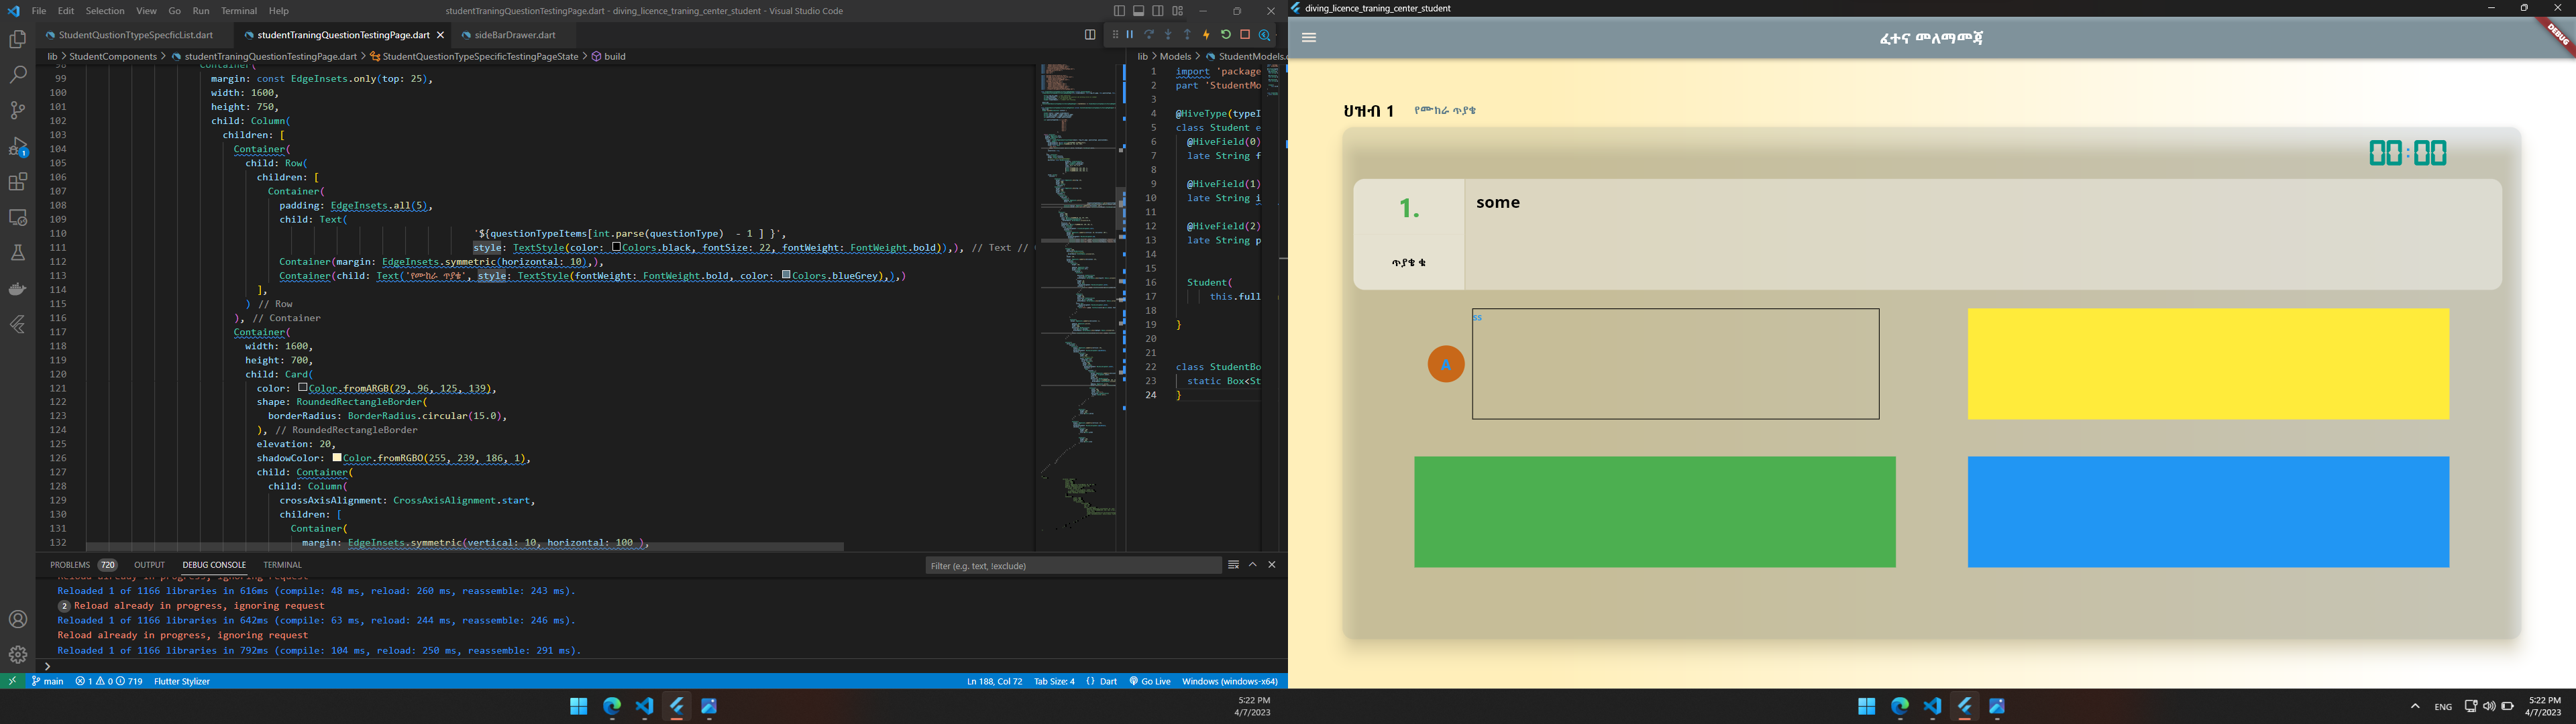 File Edit Selection View Go Run Terminal Help
studentTraningQuestionTestingPage.dart - diving_licence_traning_center_student - Visual Studio Code
StudentQustionTtypeSpecficList.dart
studentTraningQuestionTestingPage.dart
sideBarDrawer.dart
lib > StudentComponents > studentTraningQuestionTestingPage.dart > StudentQuestionTypeSpecificTestingPageState > build
98 Container(
99 margin: const EdgeInsets.only(top: 25),
100 width: 1600,
101 height: 750,
102 child: Column(
103 children: [
104 Container(
105 child: Row(
106 children: [
107 Container(
108 padding: EdgeInsets.all(5),
109 child: Text(
110 '${questionTypeItems[int.parse(questionType) - 1 ] }',
111 style: TextStyle(color: Colors.black, fontSize: 22, fontWeight: FontWeight.bold)),), // Text //
112 Container(margin: EdgeInsets.symmetric(horizontal: 10),),
113 Container(child: Text('የሙከራ ጥያቄ', style: TextStyle(fontWeight: FontWeight.bold, color: Colors.blueGrey),),)
114 ],
115 ) // Row
116 ), // Container
117 Container(
118 width: 1600,
119 height: 700,
120 child: Card(
121 color: Color.fromARGB(29, 96, 125, 139),
122 shape: RoundedRectangleBorder(
123 borderRadius: BorderRadius.circular(15.0),
124 ), // RoundedRectangleBorder
125 elevation: 20,
126 shadowColor: Color.fromRGBO(255, 239, 186, 1),
127 child: Container(
128 child: Column(
129 crossAxisAlignment: CrossAxisAlignment.start,
130 children: [
131 Container(
132 margin: EdgeInsets.symmetric(vertical: 10, horizontal: 100 ),
lib > Models > StudentModels.
1 import 'package
2 part 'StudentMo
3
4 @HiveType(typeI
5 class Student e
6 @HiveField(0)
7 late String f
8
9 @HiveField(1)
10 late String i
11
12 @HiveField(2)
13 late String p
14
15
16 Student(
17 this.full
18
19 }
20
21
22 class StudentBo
23 static Box<St
24 }
PROBLEMS 720 OUTPUT DEBUG CONSOLE TERMINAL
Filter (e.g. text, !exclude)
Reload already in progress, ignoring request
Reloaded 1 of 1166 libraries in 616ms (compile: 48 ms, reload: 260 ms, reassemble: 243 ms).
2 Reload already in progress, ignoring request
Reloaded 1 of 1166 libraries in 642ms (compile: 63 ms, reload: 244 ms, reassemble: 246 ms).
Reload already in progress, ignoring request
Reloaded 1 of 1166 libraries in 792ms (compile: 104 ms, reload: 250 ms, reassemble: 291 ms).
main 1 0 719 Flutter Stylizer
Ln 188, Col 72 Tab Size: 4 {} Dart Go Live Windows (windows-x64)
5:22 PM
4/7/2023
diving_licence_traning_center_student
ፈተና መለማመጃ
DEBUG
ህዝብ 1 የሙከራ ጥያቄ
00:00
1. some
ጥያቄ ቁ
ss
A
ENG
5:22 PM
4/7/2023